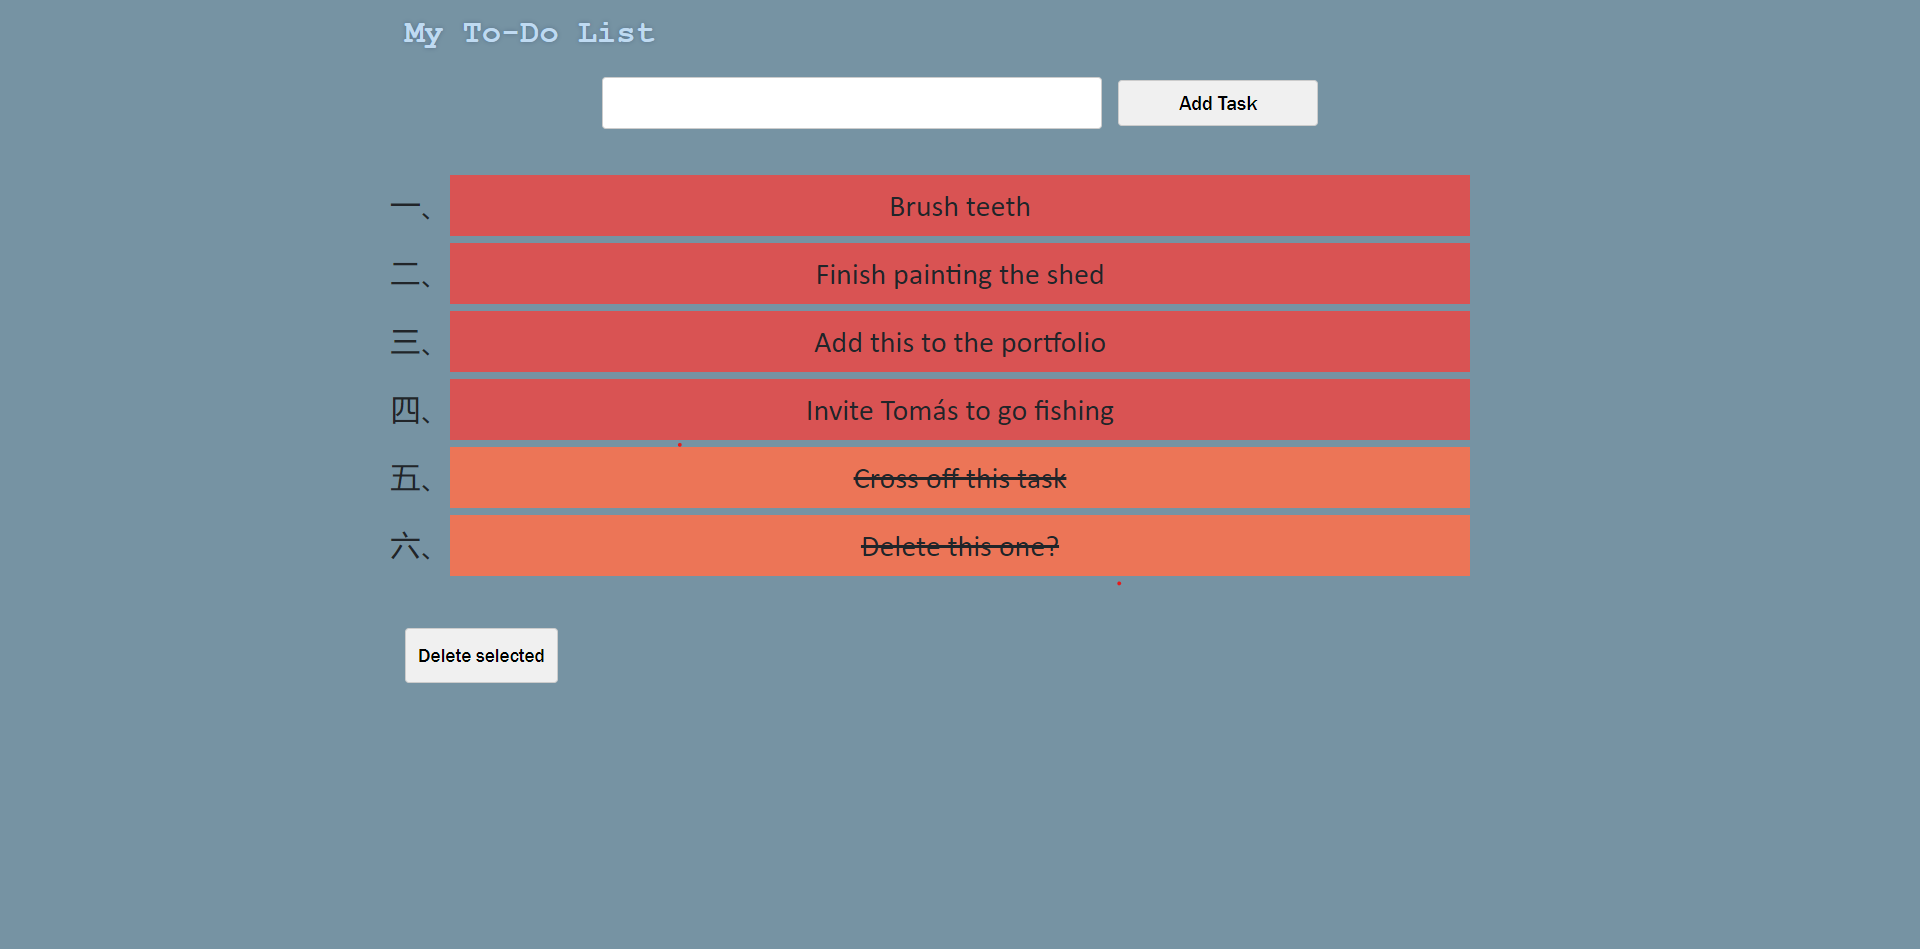 My To-Do List
Add Task
一、 Brush teeth
二、 Finish painting the shed
三、 Add this to the portfolio
四、 Invite Tomás to go fishing
五、 Cross off this task
六、 Delete this one?
Delete selected